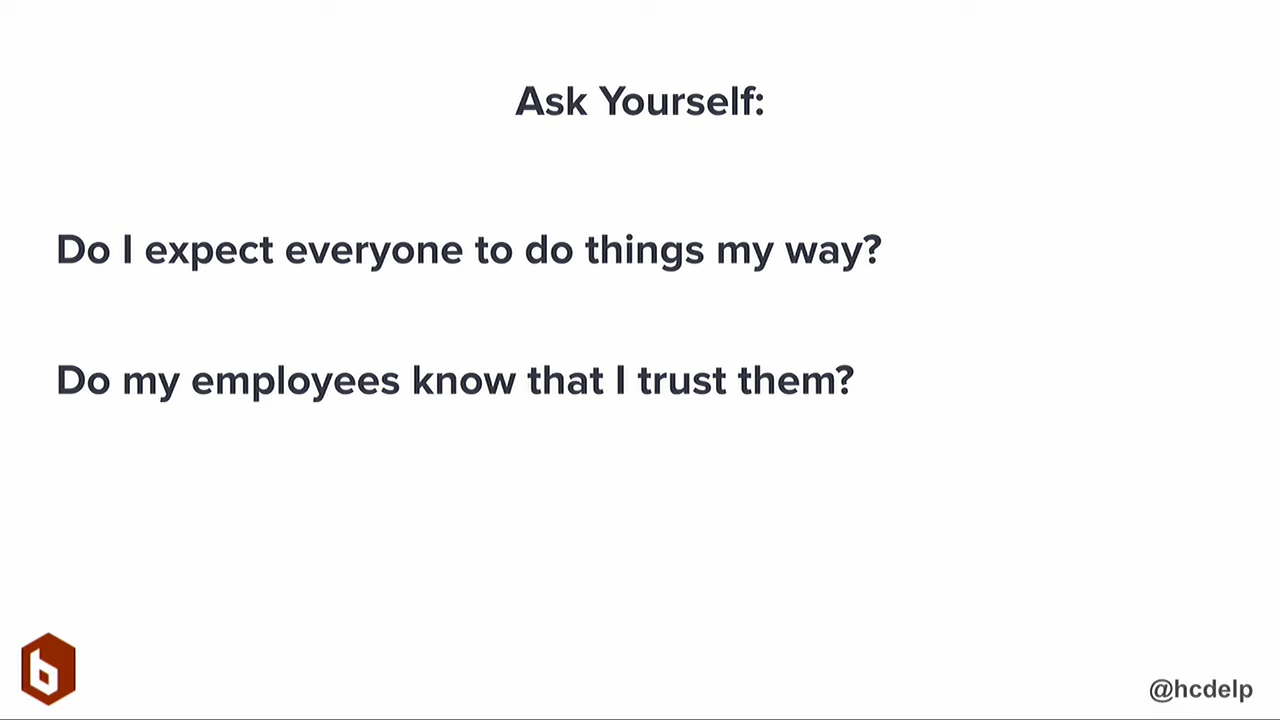 Ask Yourself:
Do I expect everyone to do things my way?
Do my employees know that I trust them?
b
@hcdelp